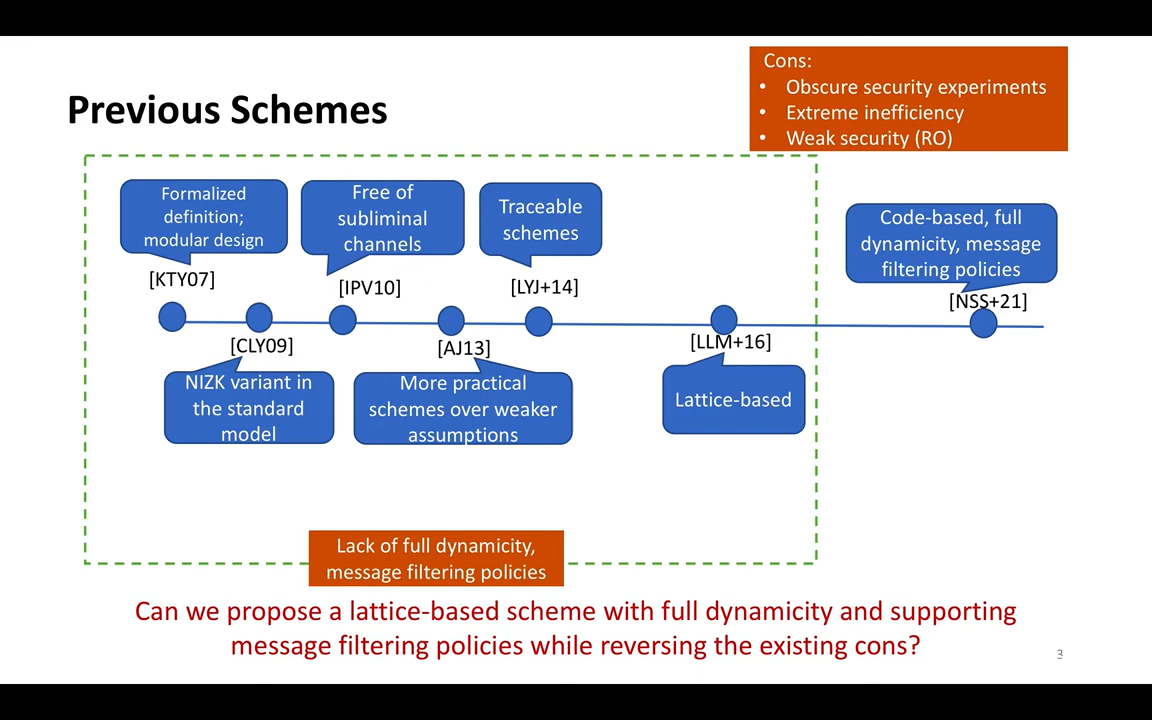 Cons:
• Obscure security experiments
• Extreme inefficiency
• Weak security (RO)
Previous Schemes
Formalized
definition;
modular design
Free of
subliminal
channels
Traceable
schemes
Code-based, full
dynamicity, message
filtering policies
[KTY07]
[IPV10]
[LYJ+14]
[NSS+21]
[CLY09]
[AJ13]
[LLM+16]
NIZK variant in
the standard
model
More practical
schemes over weaker
assumptions
Lattice-based
Lack of full dynamicity,
message filtering policies
Can we propose a lattice-based scheme with full dynamicity and supporting
message filtering policies while reversing the existing cons?
3